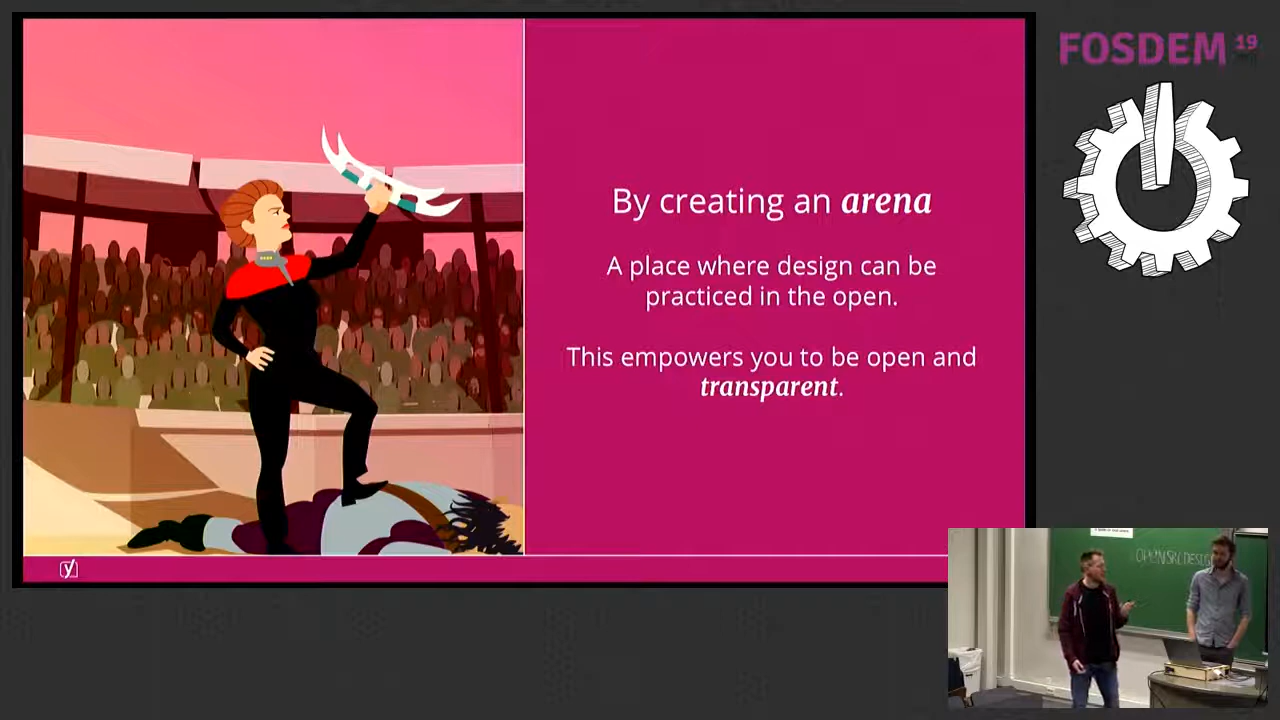 FOSDEM 19
By creating an arena
A place where design can be
practiced in the open.
This empowers you to be open and
transparent.
OPENSRCDESIGN